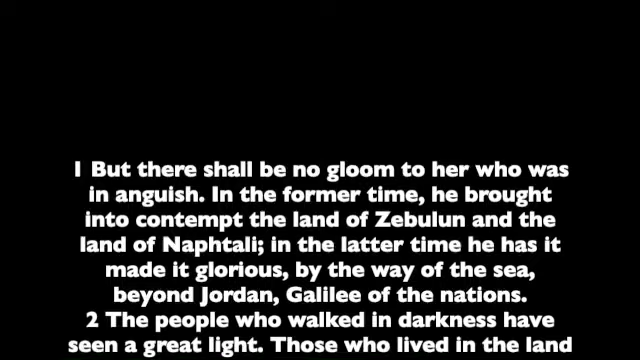 1 But there shall be no gloom to her who was
in anguish. In the former time, he brought
into contempt the land of Zebulun and the
land of Naphtali; in the latter time he has it
made it glorious, by the way of the sea,
beyond Jordan, Galilee of the nations.
2 The people who walked in darkness have
seen a great light. Those who lived in the land